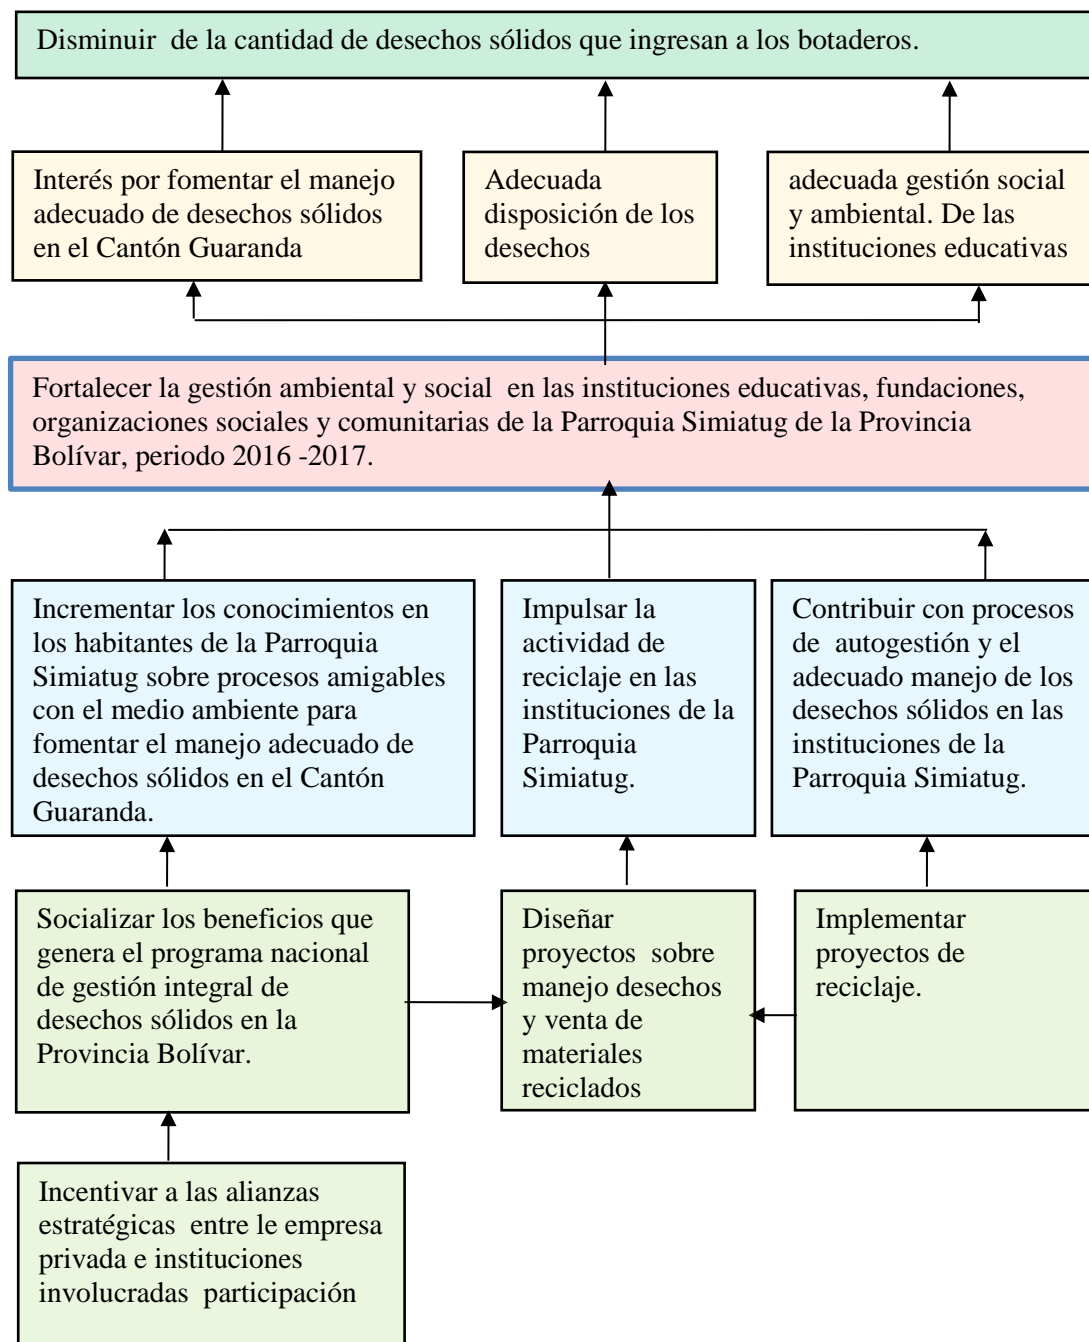 Disminuir  de la cantidad de desechos sólidos que ingresan a los botaderos.
Interés por fomentar el manejo
adecuado de desechos sólidos
en el Cantón Guaranda
Adecuada
disposición de los
desechos
adecuada gestión social
y ambiental. De las
instituciones educativas
Fortalecer la gestión ambiental y social  en las instituciones educativas, fundaciones,
organizaciones sociales y comunitarias de la Parroquia Simiatug de la Provincia
Bolívar, periodo 2016 -2017.
Incrementar los conocimientos en
los habitantes de la Parroquia
Simiatug sobre procesos amigables
con el medio ambiente para
fomentar el manejo adecuado de
desechos sólidos en el Cantón
Guaranda.
Impulsar la
actividad de
reciclaje en las
instituciones de la
Parroquia
Simiatug.
Contribuir con procesos
de  autogestión y el
adecuado manejo de los
desechos sólidos en las
instituciones de la
Parroquia Simiatug.
Socializar los beneficios que
genera el programa nacional
de gestión integral de
desechos sólidos en la
Provincia Bolívar.
Diseñar
proyectos  sobre
manejo desechos
y venta de
materiales
reciclados
Implementar
proyectos de
reciclaje.
Incentivar a las alianzas
estratégicas  entre le empresa
privada e instituciones
involucradas  participación